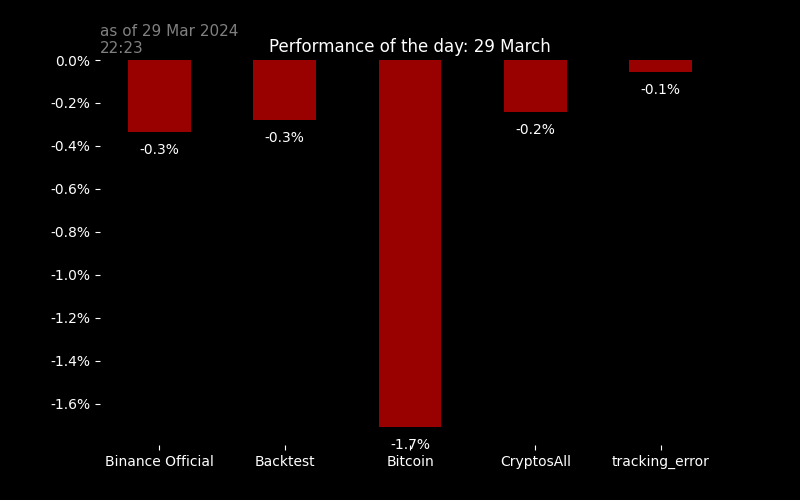 as of 29 Mar 2024
22:23
Performance of the day: 29 March
0.0%
-0.2%
-0.4%
-0.6%
-0.8%
-1.0%
-1.2%
-1.4%
-1.6%
-0.3%
-0.3%
-1.7%
-0.2%
-0.1%
Binance Official
Backtest
Bitcoin
CryptosAll
tracking_error